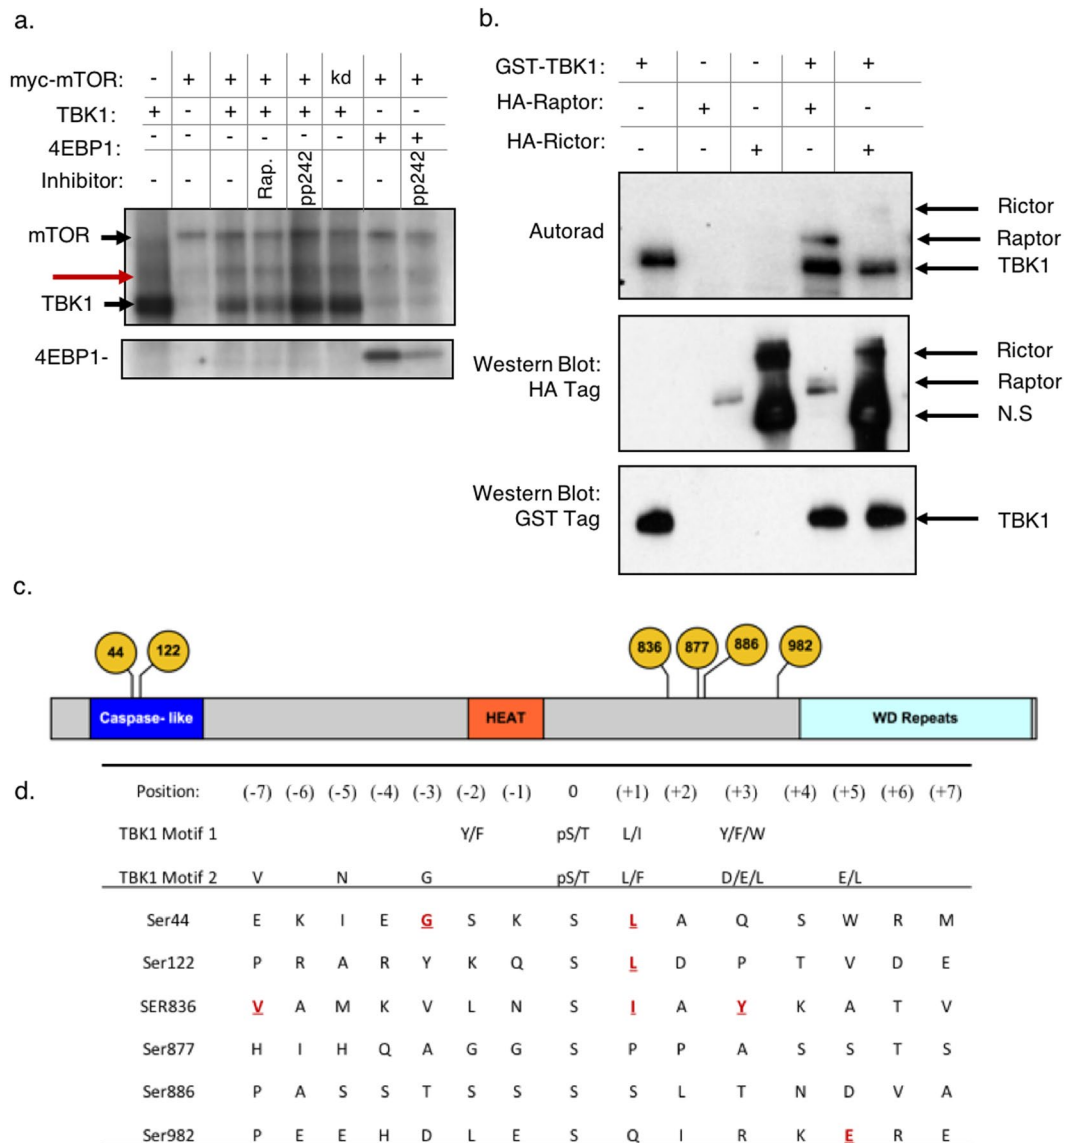 a.
myc-mTOR: - + + + + kd + +
TBK1: + - + + + + - -
4EBP1: - - - - - - + +
Inhibitor: - - - Rap. pp242 - - pp242
mTOR
TBK1
4EBP1-
b.
GST-TBK1: + - - + +
HA-Raptor: - + - + -
HA-Rictor: - - + - +
Autorad
Rictor
Raptor
TBK1
Western Blot:
HA Tag
Rictor
Raptor
N.S
Western Blot:
GST Tag
TBK1
c.
44 122 836 877 886 982
Caspase- like HEAT WD Repeats
d.
Position: (-7) (-6) (-5) (-4) (-3) (-2) (-1) 0 (+1) (+2) (+3) (+4) (+5) (+6) (+7)
TBK1 Motif 1 Y/F pS/T L/I Y/F/W
TBK1 Motif 2 V N G pS/T L/F D/E/L E/L
Ser44 E K I E G S K S L A Q S W R M
Ser122 P R A R Y K Q S L D P T V D E
SER836 V A M K V L N S I A Y K A T V
Ser877 H I H Q A G G S P P A S S T S
Ser886 P A S S T S S S S L T N D V A
Ser982 P E E H D L E S Q I R K E R E